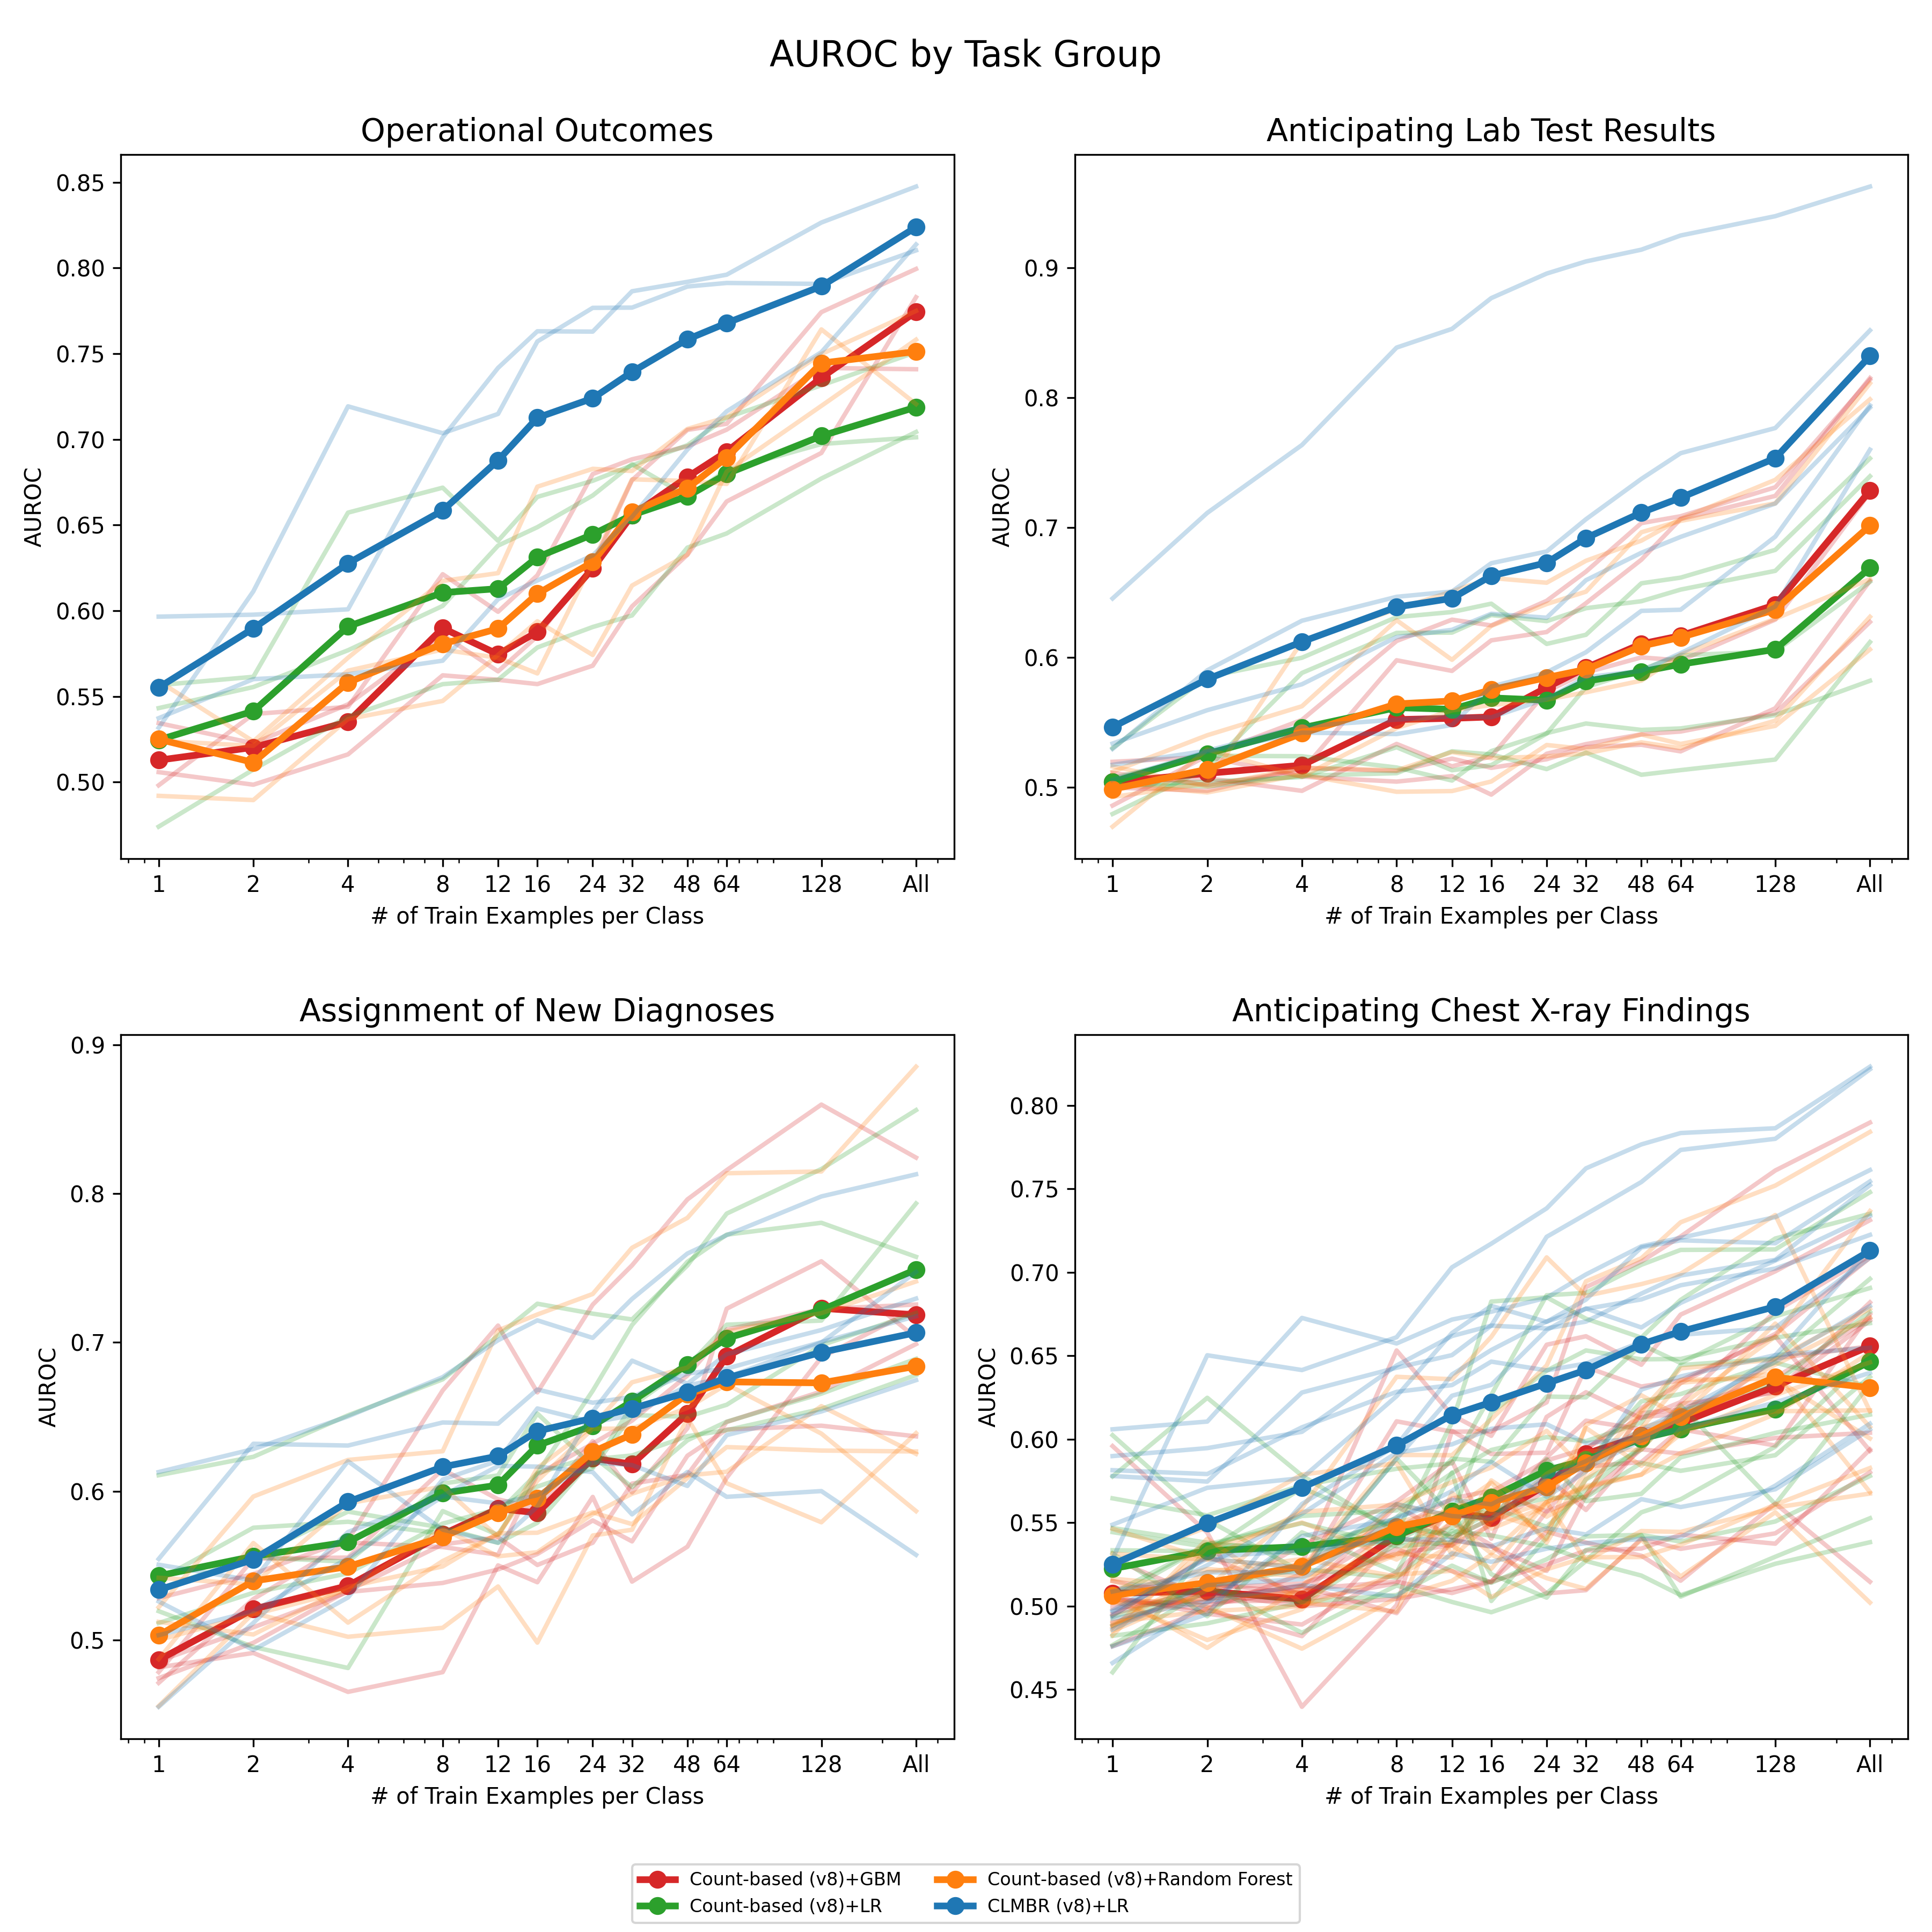 AUROC by Task Group
Operational Outcomes
AUROC
0.85
0.80
0.75
0.70
0.65
0.60
0.55
0.50
1 2 4 8 12 16 24 32 48 64 128 All
# of Train Examples per Class
Anticipating Lab Test Results
AUROC
0.9
0.8
0.7
0.6
0.5
1 2 4 8 12 16 24 32 48 64 128 All
# of Train Examples per Class
Assignment of New Diagnoses
AUROC
0.9
0.8
0.7
0.6
0.5
1 2 4 8 12 16 24 32 48 64 128 All
# of Train Examples per Class
Anticipating Chest X-ray Findings
AUROC
0.80
0.75
0.70
0.65
0.60
0.55
0.50
0.45
1 2 4 8 12 16 24 32 48 64 128 All
# of Train Examples per Class
Count-based (v8)+GBM
Count-based (v8)+LR
Count-based (v8)+Random Forest
CLMBR (v8)+LR